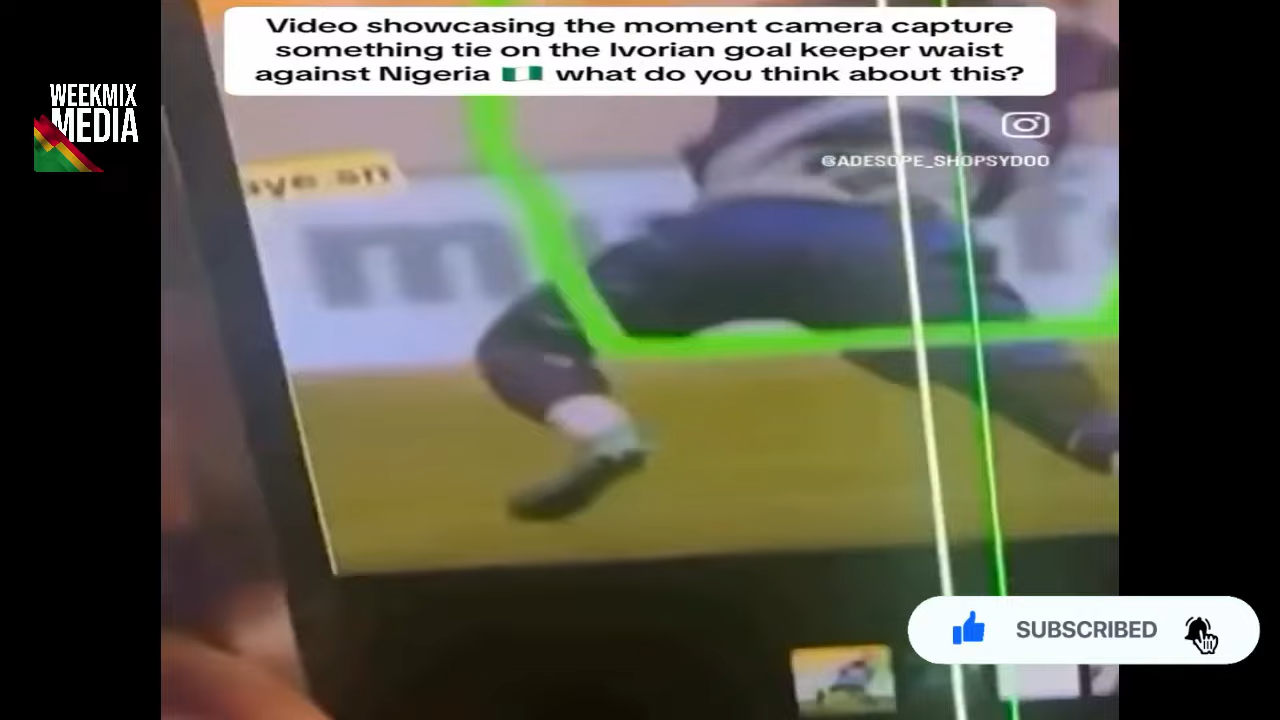 Video showcasing the moment camera capture
something tie on the Ivorian goal keeper waist
against Nigeria 🇳🇬 what do you think about this?
WEEKMIX
MEDIA
@ADESOPE_SHOPSYDOO
SUBSCRIBED